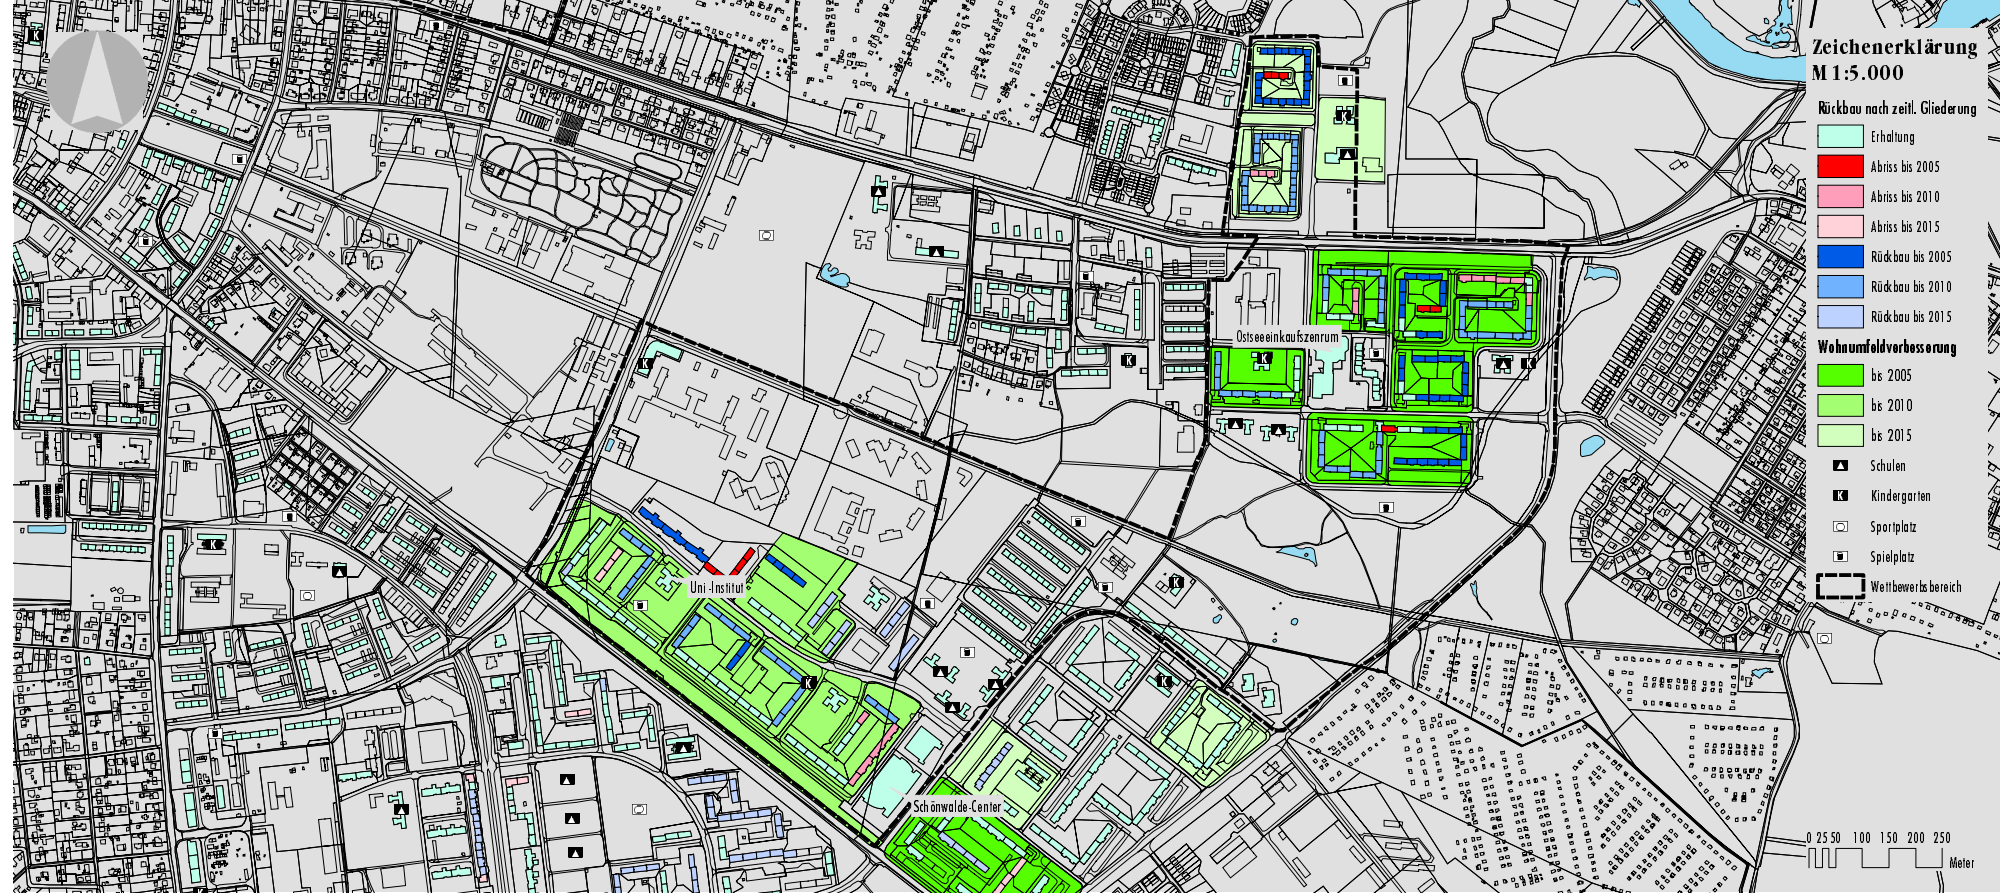 Zeichenerklärung
M 1:5.000
Rückbau nach zeitl. Gliederung
Erhaltung
Abriss bis 2005
Abriss bis 2010
Abriss bis 2015
Rückbau bis 2005
Rückbau bis 2010
Rückbau bis 2015
Wohnumfeldverbesserung
bis 2005
bis 2010
bis 2015
Schulen
K Kindergarten
Sportplatz
Spielplatz
Wettbewerbsbereich
Ostseeeinkaufszenrum
Uni-Institut
Schönwalde-Center
0 25 50 100 150 200 250
Meter
K
K
K
K
K
K
K
K
K
K